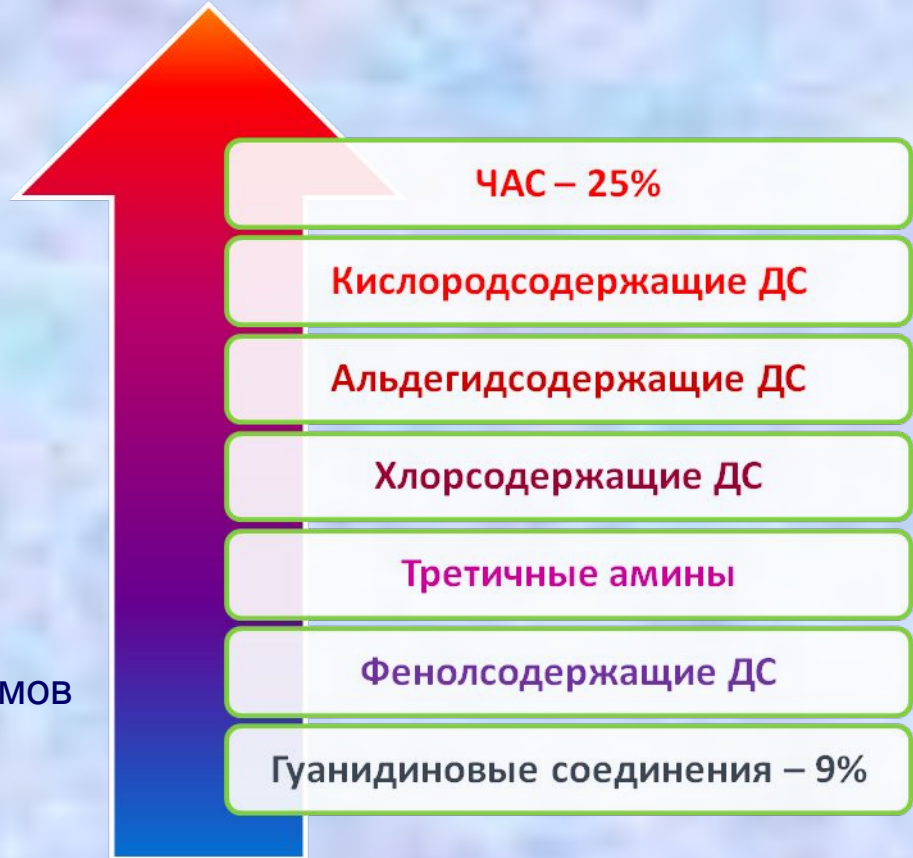 ЧАС – 25%
Кислородсодержащие ДС
Альдегидсодержащие ДС
Хлорсодержащие ДС
Третичные амины
Фенолсодержащие ДС
мов
Гуанидиновые соединения – 9%